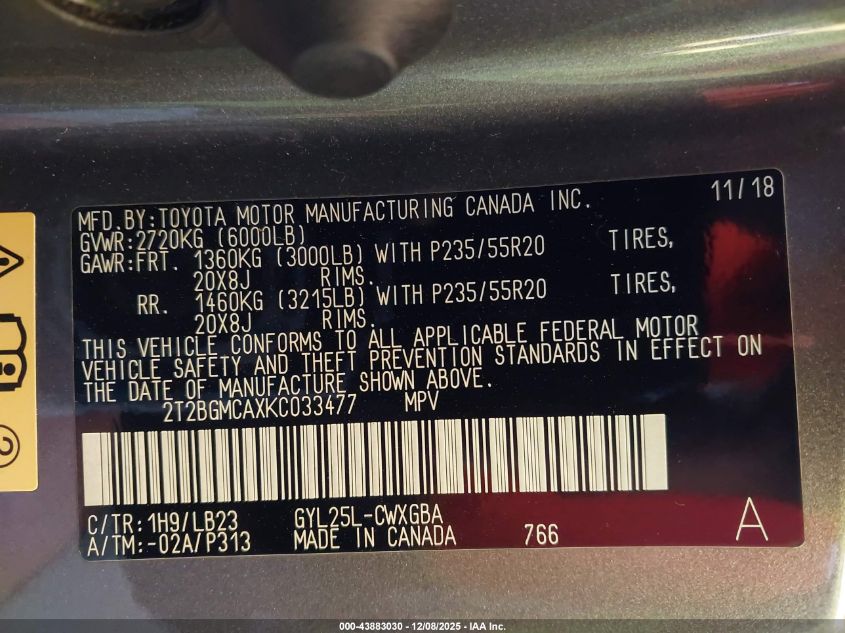 11/18
MFD.BY:TOYOTA MOTOR MANUFACTURING CANADA INC.
GVWR:2720KG (6000LB)
GAWR:FRT. 1360KG (3000LB) WITH P235/55R20 TIRES,
20X8J RIMS.
RR. 1460KG (3215LB) WITH P235/55R20 TIRES,
20X8J RIMS.
THIS VEHICLE CONFORMS TO ALL APPLICABLE FEDERAL MOTOR
VEHICLE SAFETY AND THEFT PREVENTION STANDARDS IN EFFECT ON
THE DATE OF MANUFACTURE SHOWN ABOVE.
2T2BGMCAXKC033477 MPV
C/TR:1H9/LB23 GYL25L-CWXGBA
A/TM:-02A/P313 MADE IN CANADA 766 A
2
000-43883030 - 12/08/2025 - IAA Inc.